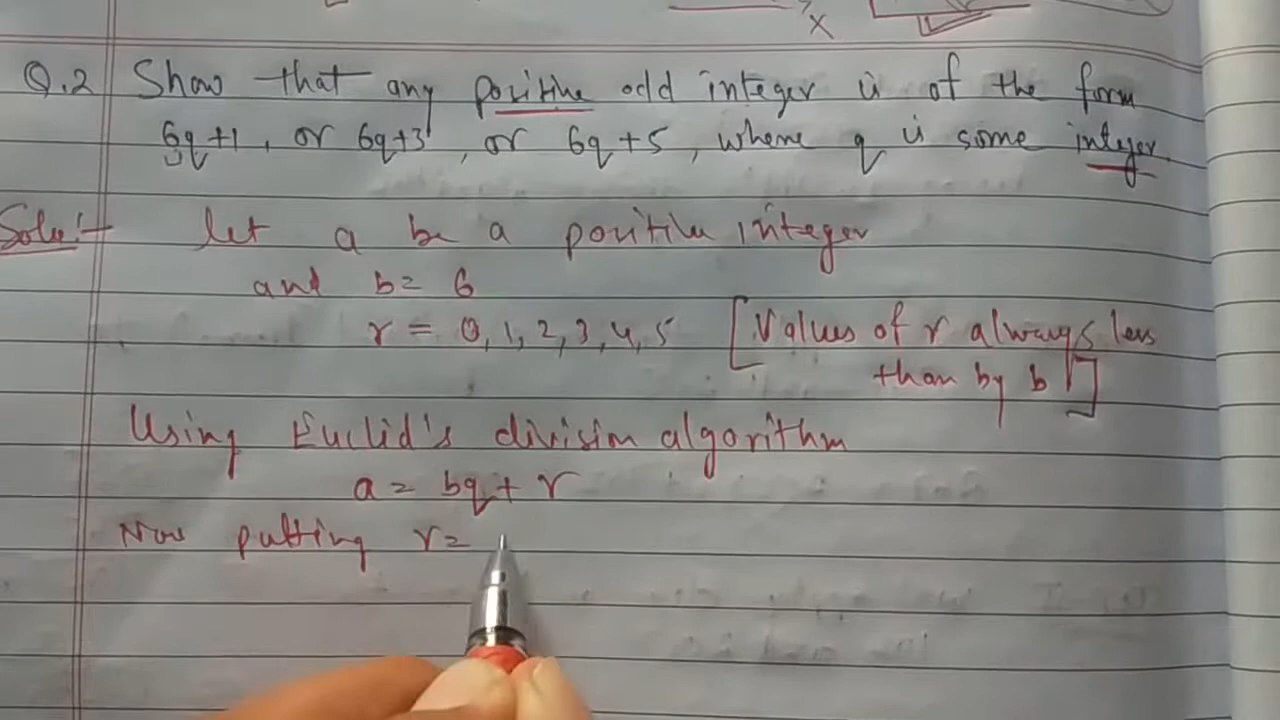 X
Q.2 Show that any positive odd integer is of the form
6q+1, or 6q+3, or 6q+5, where q is some integer.
Solu:- let a be a positive integer
and b= 6
r = 0,1,2,3,4,5 [Values of r always less
than by b]
Using Euclid's division algorithm
a= bq+ r
Now putting r=